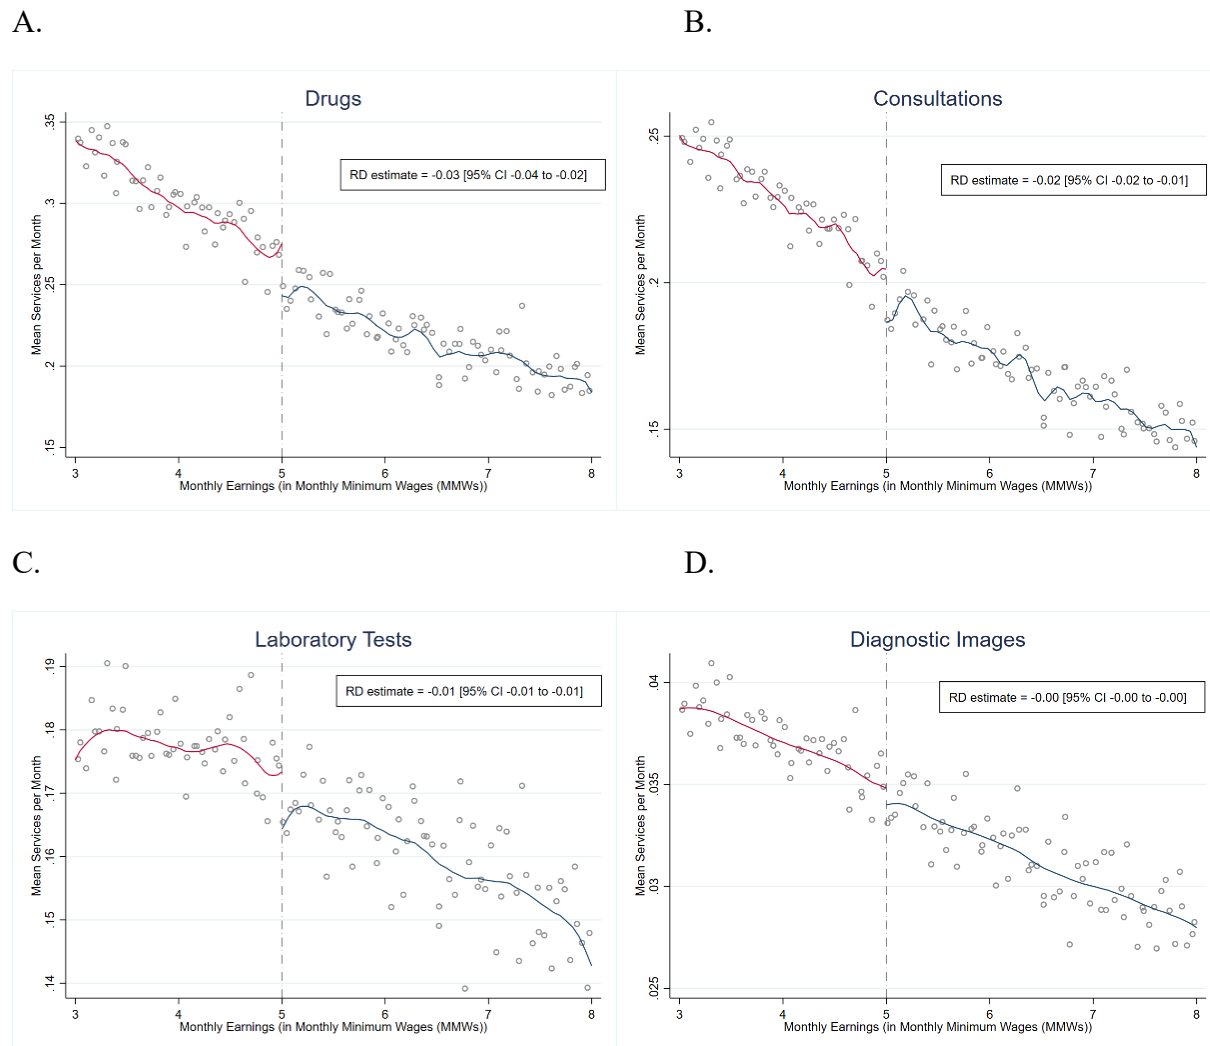 A.
B.
Drugs
RD estimate = -0.03 [95% CI -0.04 to -0.02]
Mean Services per Month
.35
.3
.25
.2
.15
3 4 5 6 7 8
Monthly Earnings (in Monthly Minimum Wages (MMWs))
Consultations
RD estimate = -0.02 [95% CI -0.02 to -0.01]
Mean Services per Month
.25
.2
.15
3 4 5 6 7 8
Monthly Earnings (in Monthly Minimum Wages (MMWs))
C.
D.
Laboratory Tests
RD estimate = -0.01 [95% CI -0.01 to -0.01]
Mean Services per Month
.19
.18
.17
.16
.15
.14
3 4 5 6 7 8
Monthly Earnings (in Monthly Minimum Wages (MMWs))
Diagnostic Images
RD estimate = -0.00 [95% CI -0.00 to -0.00]
Mean Services per Month
.04
.035
.03
.025
3 4 5 6 7 8
Monthly Earnings (in Monthly Minimum Wages (MMWs))